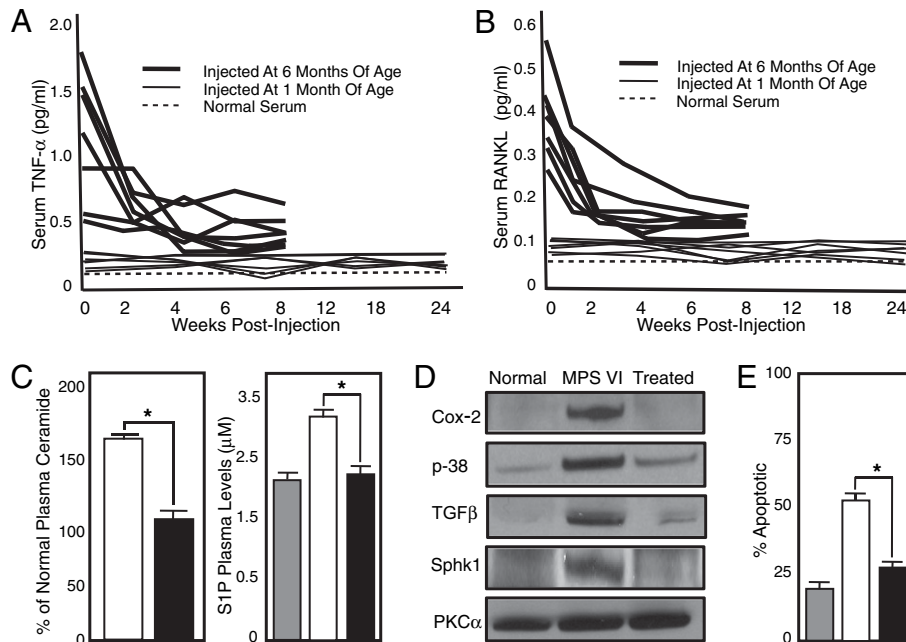 A
2.0
1.5
1.0
0.5
0
Serum TNF-α (pg/ml)
Injected At 6 Months Of Age
Injected At 1 Month Of Age
Normal Serum
0 2 4 6 8 12 18 24
Weeks Post-Injection
B
0.6
0.5
0.4
0.3
0.2
0.1
0
Serum RANKL (pg/ml)
Injected At 6 Months Of Age
Injected At 1 Month Of Age
Normal Serum
0 2 4 6 8 12 18 24
Weeks Post-Injection
C
200
150
100
50
0
% of Normal Plasma Ceramide
*
3.5
2.5
1.5
0.5
0
S1P Plasma Levels (μM)
*
D
Normal MPS VI Treated
Cox-2
p-38
TGFβ
Sphk1
PKCα
E
100
75
50
25
0
% Apoptotic
*